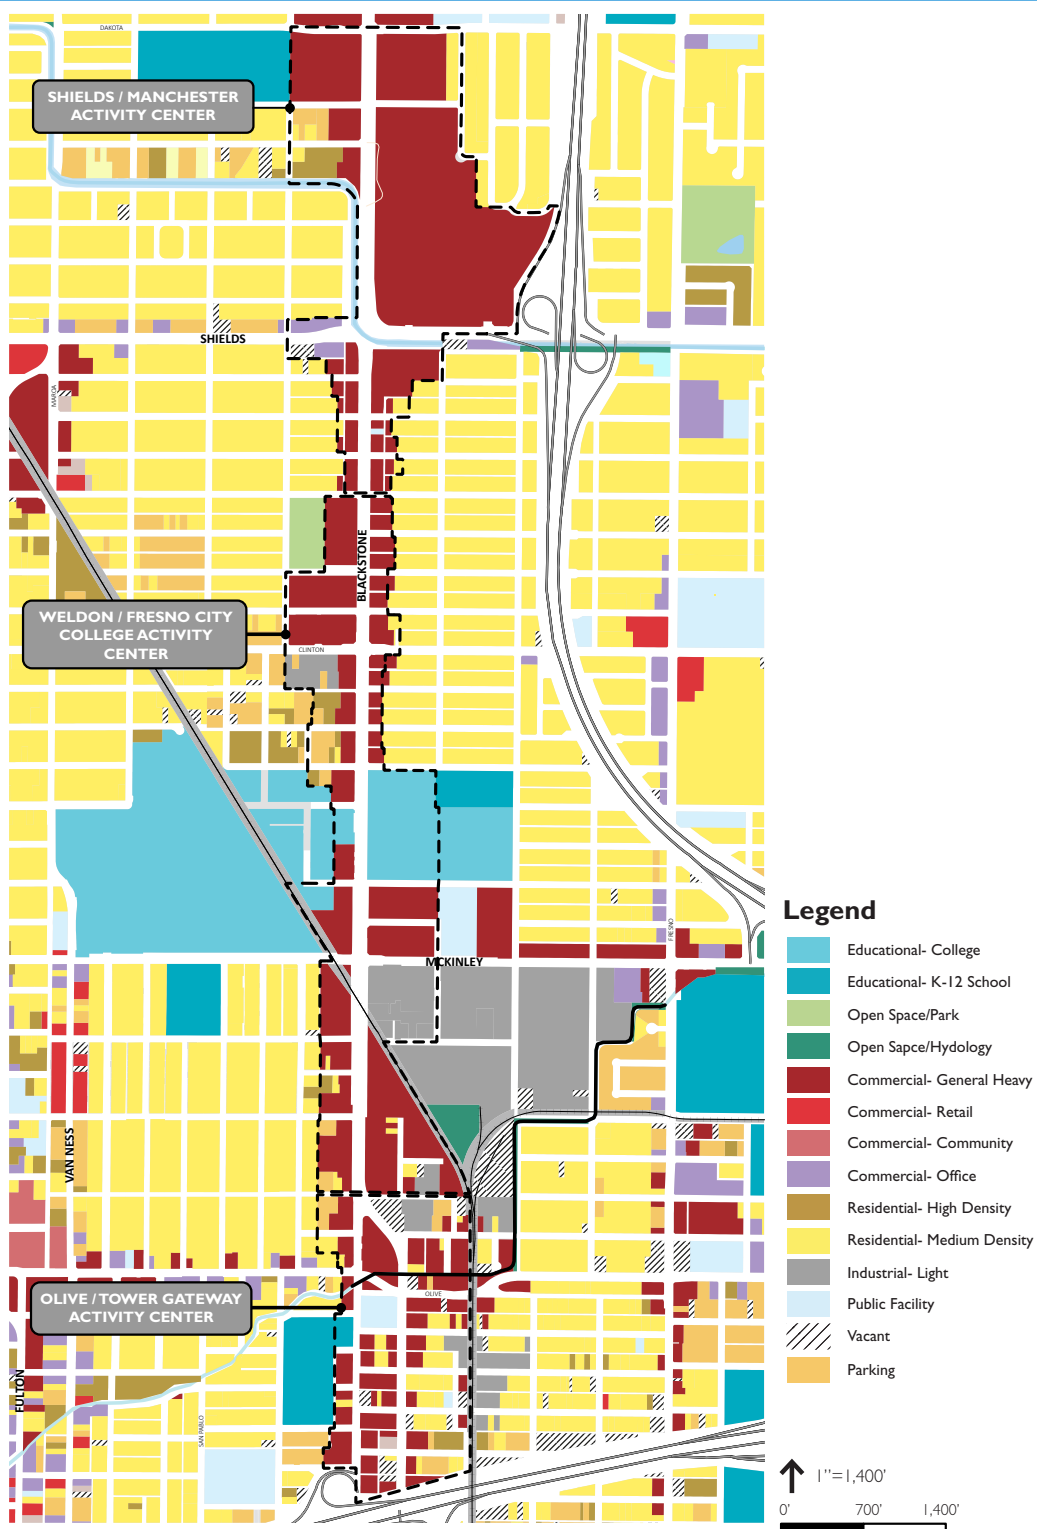 DAKOTA
SHIELDS / MANCHESTER
ACTIVITY CENTER
SHIELDS
MAROA
BLACKSTONE
WELDON / FRESNO CITY
COLLEGE ACTIVITY
CENTER
CLINTON
FRESNO
MCKINLEY
VAN NESS
OLIVE / TOWER GATEWAY
ACTIVITY CENTER
OLIVE
FULTON
SAN PABLO
Legend
Educational- College
Educational- K-12 School
Open Space/Park
Open Sapce/Hydology
Commercial- General Heavy
Commercial- Retail
Commercial- Community
Commercial- Office
Residential- High Density
Residential- Medium Density
Industrial- Light
Public Facility
Vacant
Parking
1"=1,400'
0' 700' 1,400'